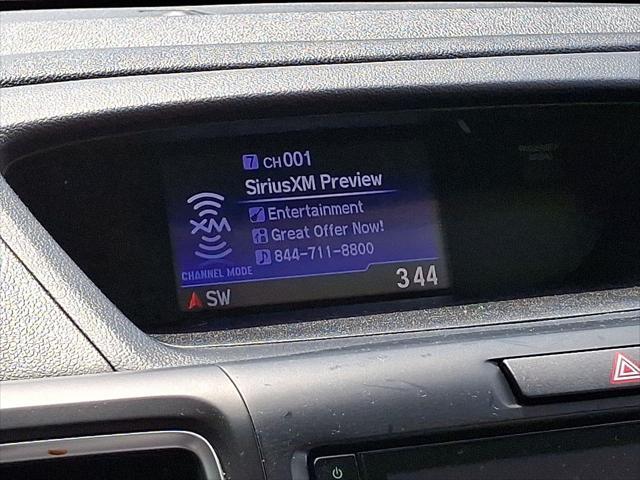 7 CH001
SiriusXM Preview
XM
Entertainment
Great Offer Now!
844-711-8800
CHANNEL MODE
SW
344